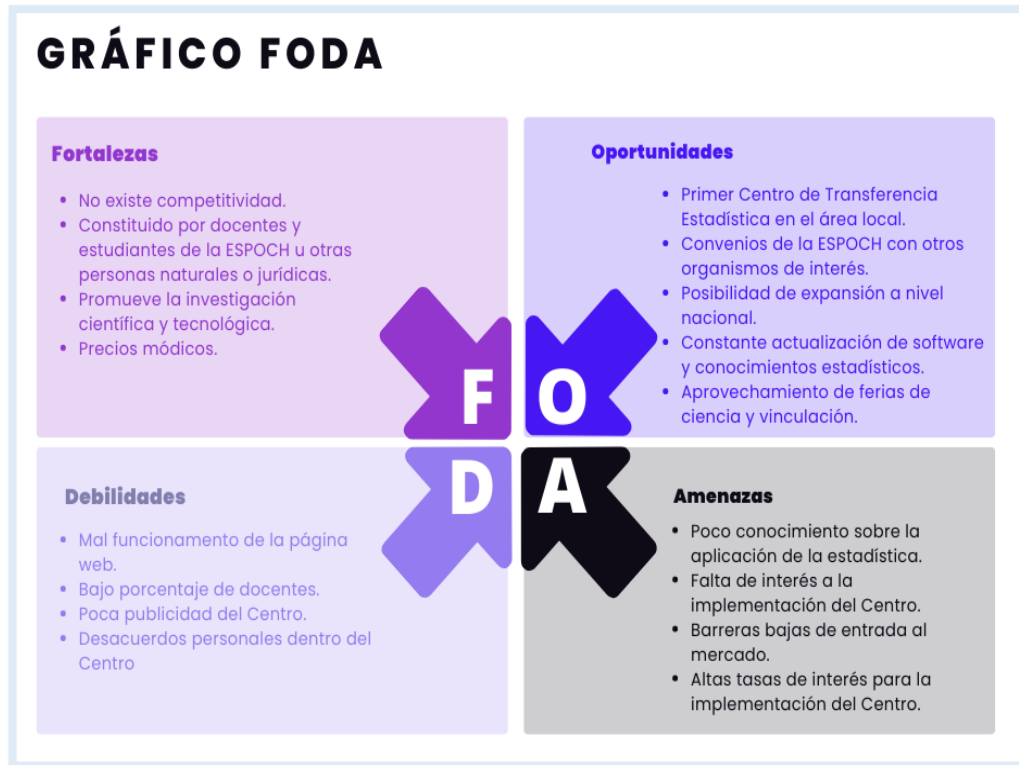 GRÁFICO FODA
Fortalezas
• No existe competitividad.
• Constituido por docentes y
estudiantes de la ESPOCH u otras
personas naturales o jurídicas.
• Promueve la investigación
científica y tecnológica.
• Precios módicos.
Oportunidades
• Primer Centro de Transferencia
Estadística en el área local.
• Convenios de la ESPOCH con otros
organismos de interés.
• Posibilidad de expansión a nivel
nacional.
• Constante actualización de software
y conocimientos estadísticos.
• Aprovechamiento de ferias de
ciencia y vinculación.
F
O
D
A
Debilidades
• Mal funcionamento de la página
web.
• Bajo porcentaje de docentes.
• Poca publicidad del Centro.
• Desacuerdos personales dentro del
Centro
Amenazas
• Poco conocimiento sobre la
aplicación de la estadística.
• Falta de interés a la
implementación del Centro.
• Barreras bajas de entrada al
mercado.
• Altas tasas de interés para la
implementación del Centro.